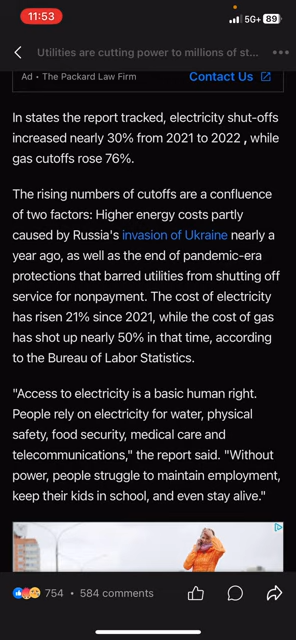 11:53
5G+ 89
Utilities are cutting power to millions of st...
Ad • The Packard Law Firm
Contact Us
In states the report tracked, electricity shut-offs
increased nearly 30% from 2021 to 2022 , while
gas cutoffs rose 76%.
The rising numbers of cutoffs are a confluence
of two factors: Higher energy costs partly
caused by Russia's invasion of Ukraine nearly a
year ago, as well as the end of pandemic-era
protections that barred utilities from shutting off
service for nonpayment. The cost of electricity
has risen 21% since 2021, while the cost of gas
has shot up nearly 50% in that time, according
to the Bureau of Labor Statistics.
"Access to electricity is a basic human right.
People rely on electricity for water, physical
safety, food security, medical care and
telecommunications," the report said. "Without
power, people struggle to maintain employment,
keep their kids in school, and even stay alive."
754 • 584 comments